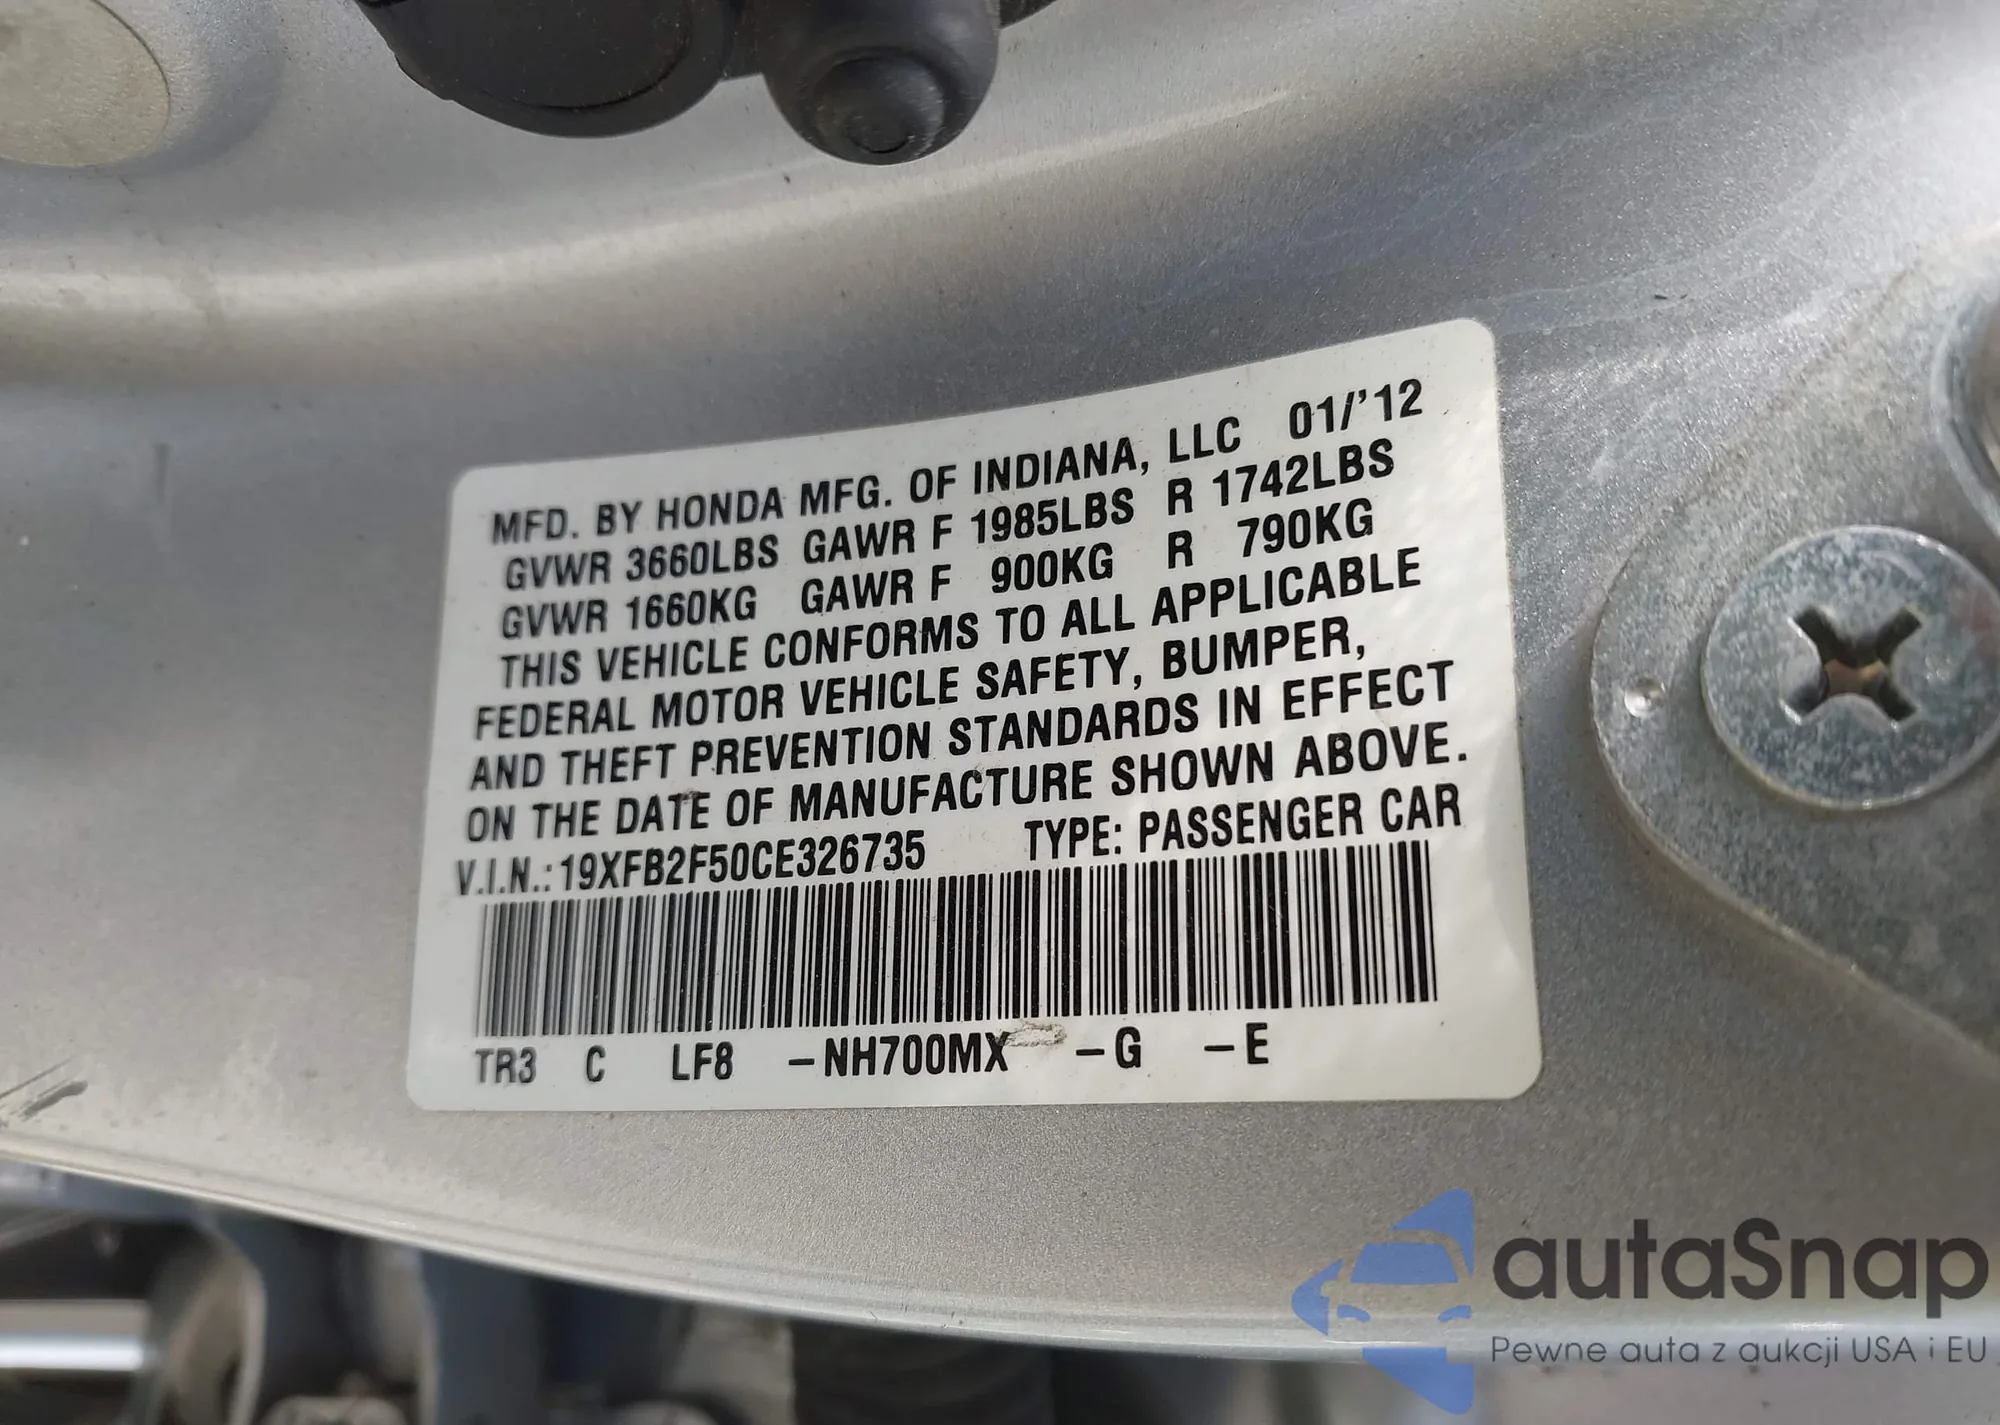 MFD. BY HONDA MFG. OF INDIANA, LLC 01/'12
GVWR 3660LBS GAWR F 1985LBS R 1742LBS
GVWR 1660KG GAWR F 900KG R 790KG
THIS VEHICLE CONFORMS TO ALL APPLICABLE
FEDERAL MOTOR VEHICLE SAFETY, BUMPER,
AND THEFT PREVENTION STANDARDS IN EFFECT
ON THE DATE OF MANUFACTURE SHOWN ABOVE.
V.I.N.: 19XFB2F50CE326735 TYPE: PASSENGER CAR
TR3 C LF8 –NH700MX –G –E
autaSnap
Pewne auta z aukcji USA i EU